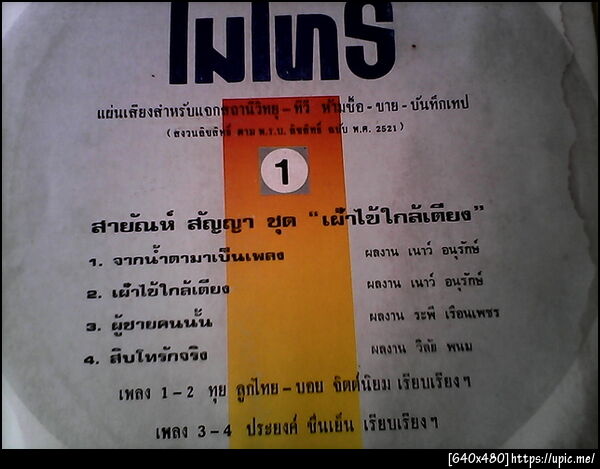 ไมโทร
แผ่นเสียงสำหรับแจกสถานีวิทยุ - ทีวี ห้ามซื้อ - ขาย - บันทึกเทป
( สงวนลิขสิทธิ์ ตาม พ.ร.บ. ลิขสิทธิ์ ฉบับ พ.ศ. 2521 )
1
สายัณห์ สัญญา ชุด “เฝ้าไข้ใกล้เตียง”
1. จากน้ำตามาเป็นเพลง ผลงาน เนาว์ อนุรักษ์
2. เฝ้าไข้ใกล้เตียง ผลงาน เนาว์ อนุรักษ์
3. ผู้ชายคนนั้น ผลงาน ระพี เรือนเพชร
4. สิบโทรักจริง ผลงาน วิลัย พนม
เพลง 1 - 2 ทุย ลูกไทย - บอย จิตต์นิยม เรียบเรียงฯ
เพลง 3 - 4 ประยงค์ ชื่นเย็น เรียบเรียงฯ
[640x480]https://upic.me/